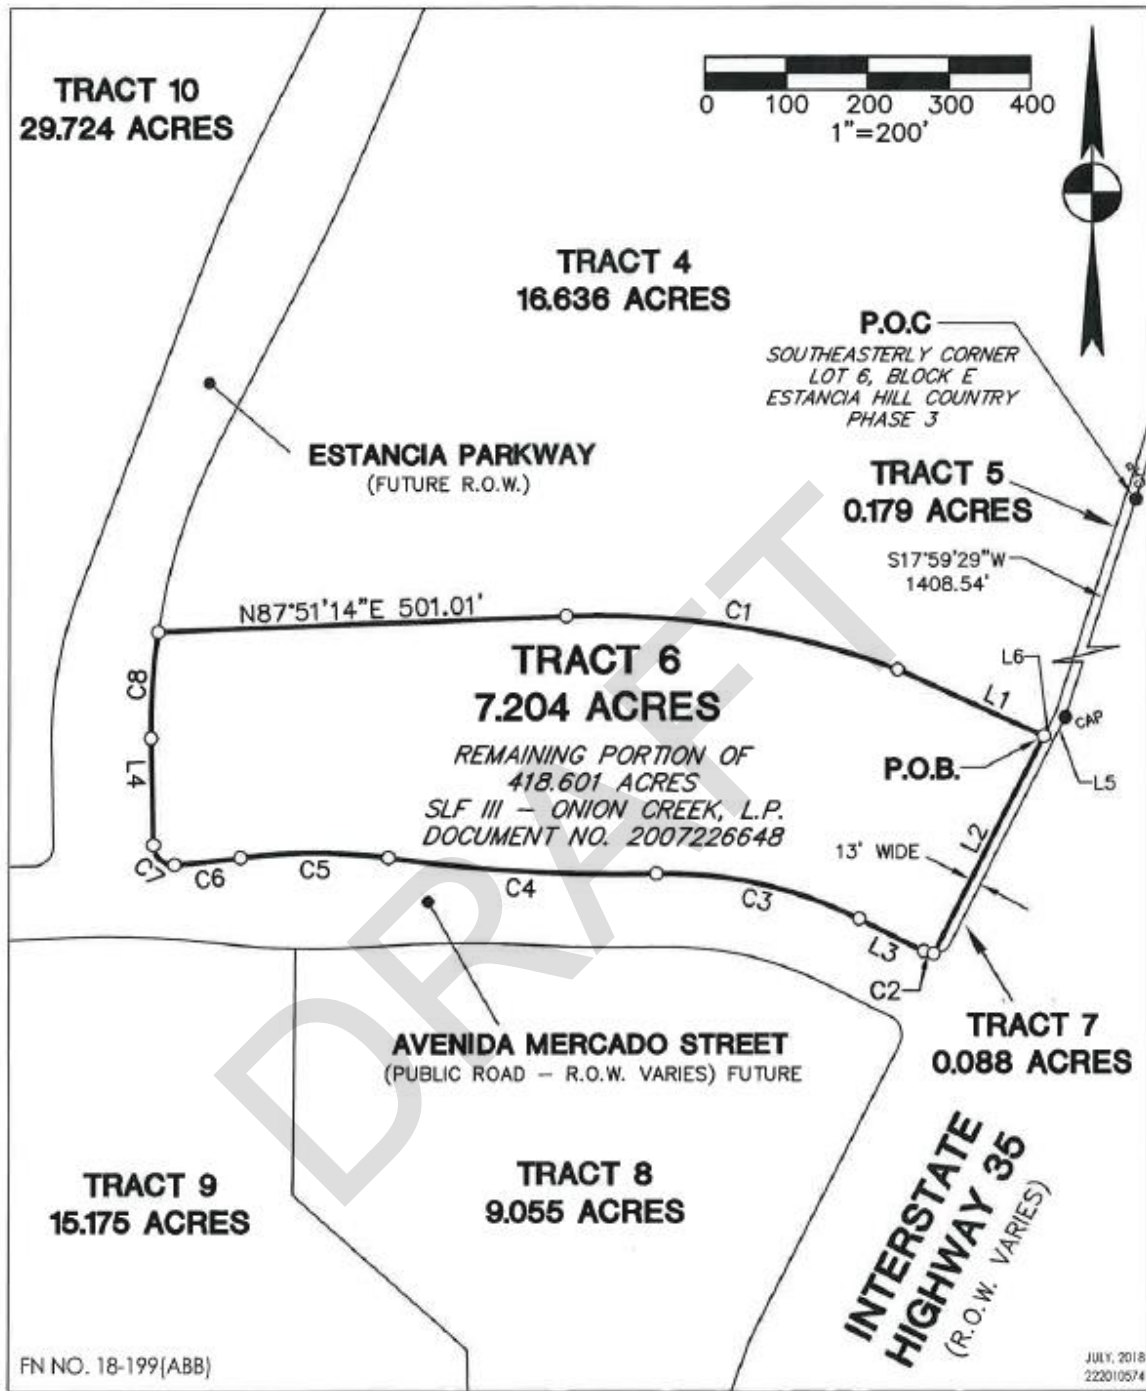 TRACT 10
29.724 ACRES
0 100 200 300 400
1"=200'
TRACT 4
16.636 ACRES
P.O.C
SOUTHEASTERLY CORNER
LOT 6, BLOCK E
ESTANCIA HILL COUNTRY
PHASE 3
ESTANCIA PARKWAY
(FUTURE R.O.W.)
TRACT 5
0.179 ACRES
S17°59'29"W
1408.54'
N87°51'14"E 501.01'
C1
L6
C8
TRACT 6
7.204 ACRES
L1
CAP
REMAINING PORTION OF
418.601 ACRES
SLF III – ONION CREEK, L.P.
DOCUMENT NO. 2007226648
P.O.B.
L5
L4
L2
13' WIDE
C7
C6
C5
C4
C3
L3
C2
AVENIDA MERCADO STREET
(PUBLIC ROAD – R.O.W. VARIES) FUTURE
TRACT 7
0.088 ACRES
TRACT 9
15.175 ACRES
TRACT 8
9.055 ACRES
INTERSTATE
HIGHWAY 35
(R.O.W. VARIES)
DRAFT
FN NO. 18-199(ABB)
JULY, 2018
222010574